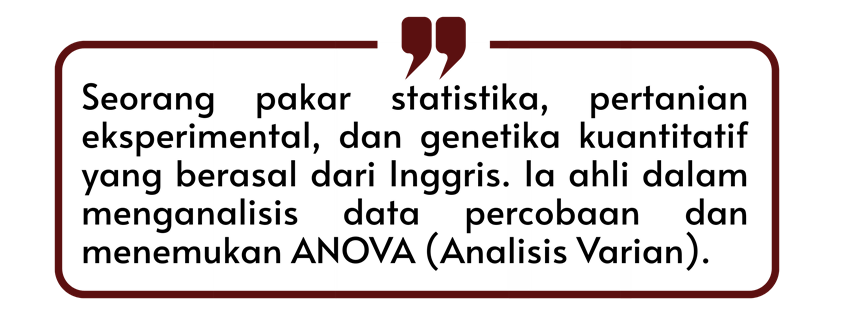 Seorang pakar statistika, pertanian
eksperimental, dan genetika kuantitatif
yang berasal dari Inggris. Ia ahli dalam
menganalisis data percobaan dan
menemukan ANOVA (Analisis Varian).